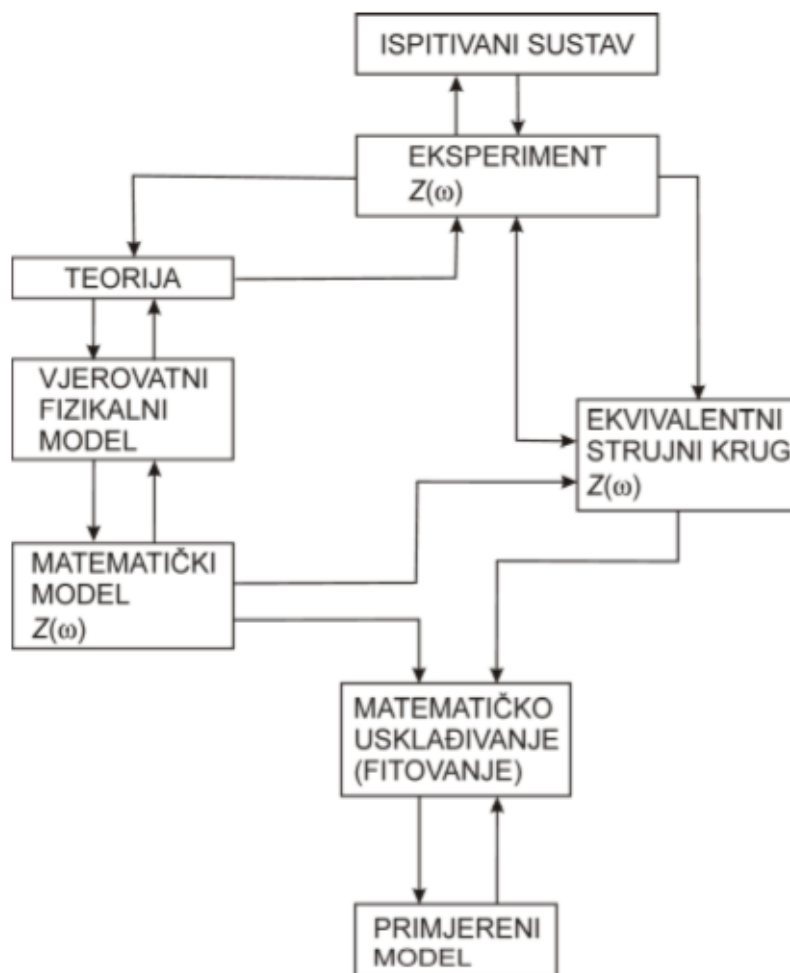 ISPITIVANI SUSTAV
EKSPERIMENT
Z(ω)
TEORIJA
VJEROVATNI
FIZIKALNI
MODEL
EKVIVALENTNI
STRUJNI KRUG
Z(ω)
MATEMATIČKI
MODEL
Z(ω)
MATEMATIČKO
USKLAĐIVANJE
(FITOVANJE)
PRIMJERENI
MODEL